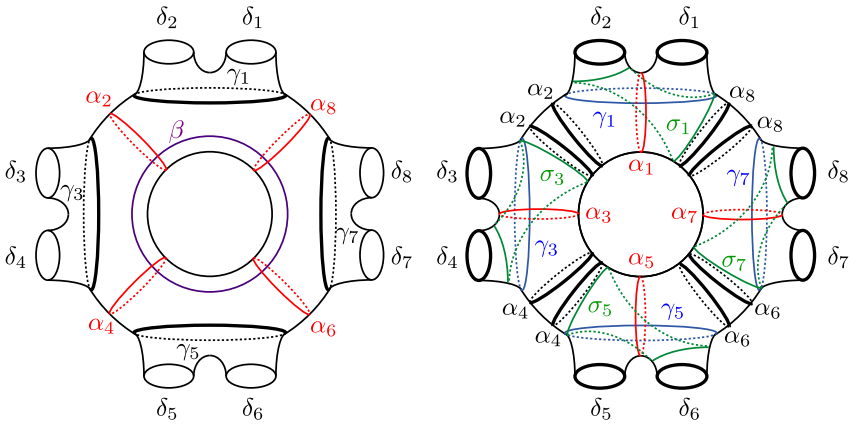 δ₂ δ₁ δ₂ δ₁
γ₁
α₂ α₈ α₂ α₈
α₂ γ₁ σ₁ α₈
β
δ₃ δ₈ δ₃ δ₈
γ₃ σ₃ γ₇
α₁
α₃ α₇
γ₇
δ₄ δ₇ δ₄ γ₃ α₅ σ₇ δ₇
α₄ σ₅ γ₅ α₆
α₄ α₆ α₄ α₆
γ₅
δ₅ δ₆ δ₅ δ₆